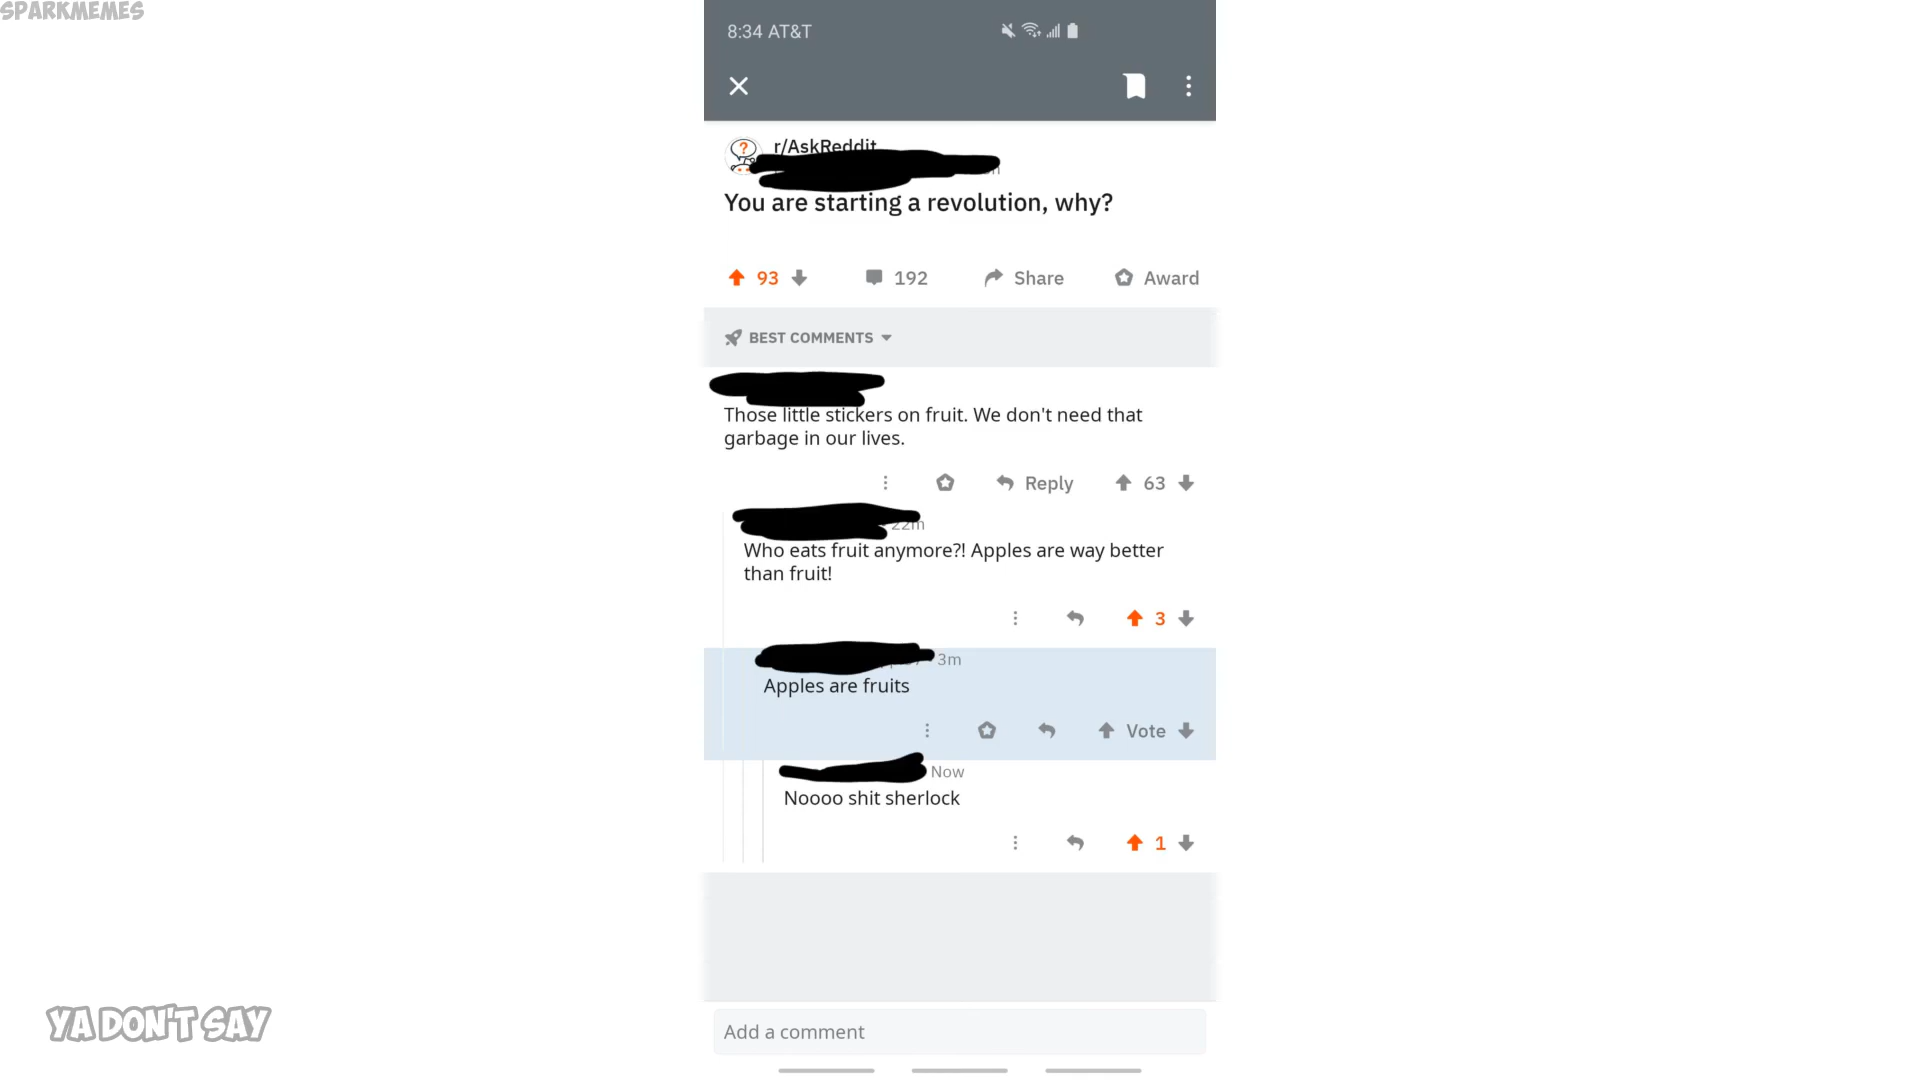 SPARKMEMES
8:34 AT&T
r/AskReddit
You are starting a revolution, why?
93
192
Share
Award
BEST COMMENTS
Those little stickers on fruit. We don't need that
garbage in our lives.
Reply
63
22m
Who eats fruit anymore?! Apples are way better
than fruit!
3
3m
Apples are fruits
Vote
Now
Noooo shit sherlock
1
YA DON'T SAY
Add a comment